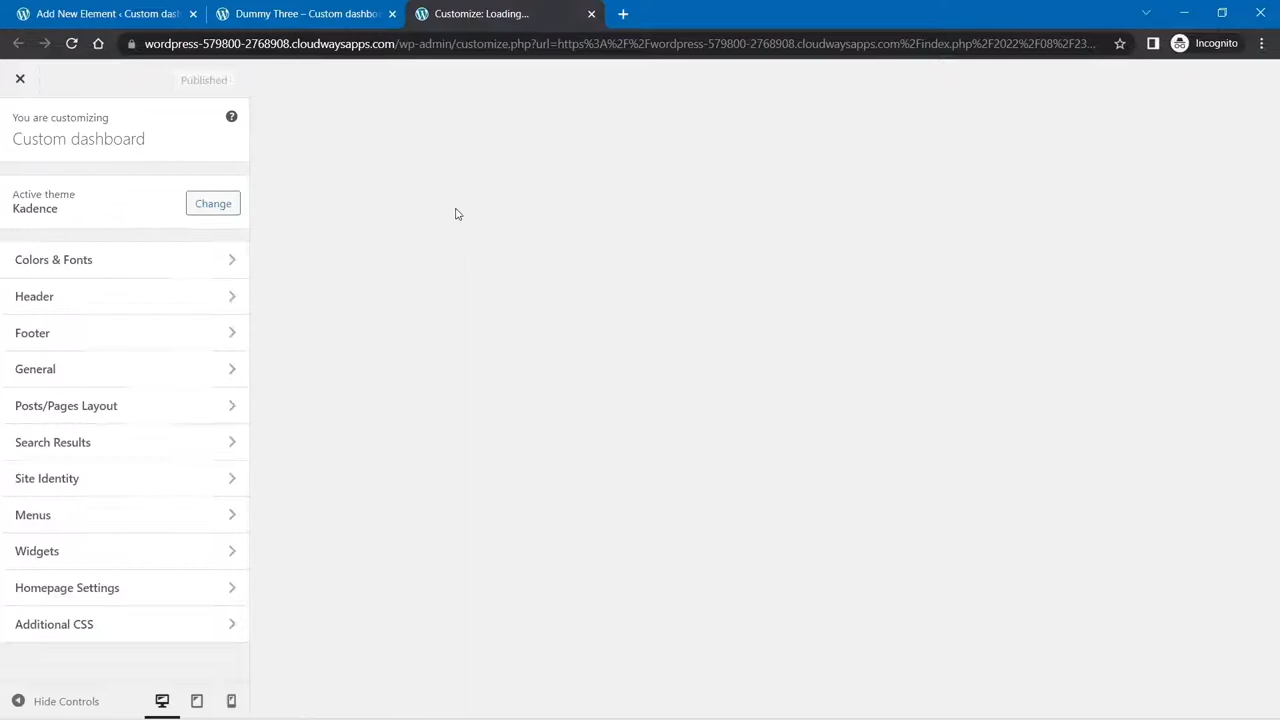 Add New Element ‹ Custom das
Dummy Three – Custom dashbo
Customize: Loading...
wordpress-579800-2768908.cloudwaysapps.com/wp-admin/customize.php?url=https%3A%2F%2Fwordpress-579800-2768908.cloudwaysapps.com%2Findex.php%2F2022%2F08%2F23...
Incognito
Published
You are customizing
Custom dashboard
Active theme
Kadence
Change
Colors & Fonts
Header
Footer
General
Posts/Pages Layout
Search Results
Site Identity
Menus
Widgets
Homepage Settings
Additional CSS
Hide Controls